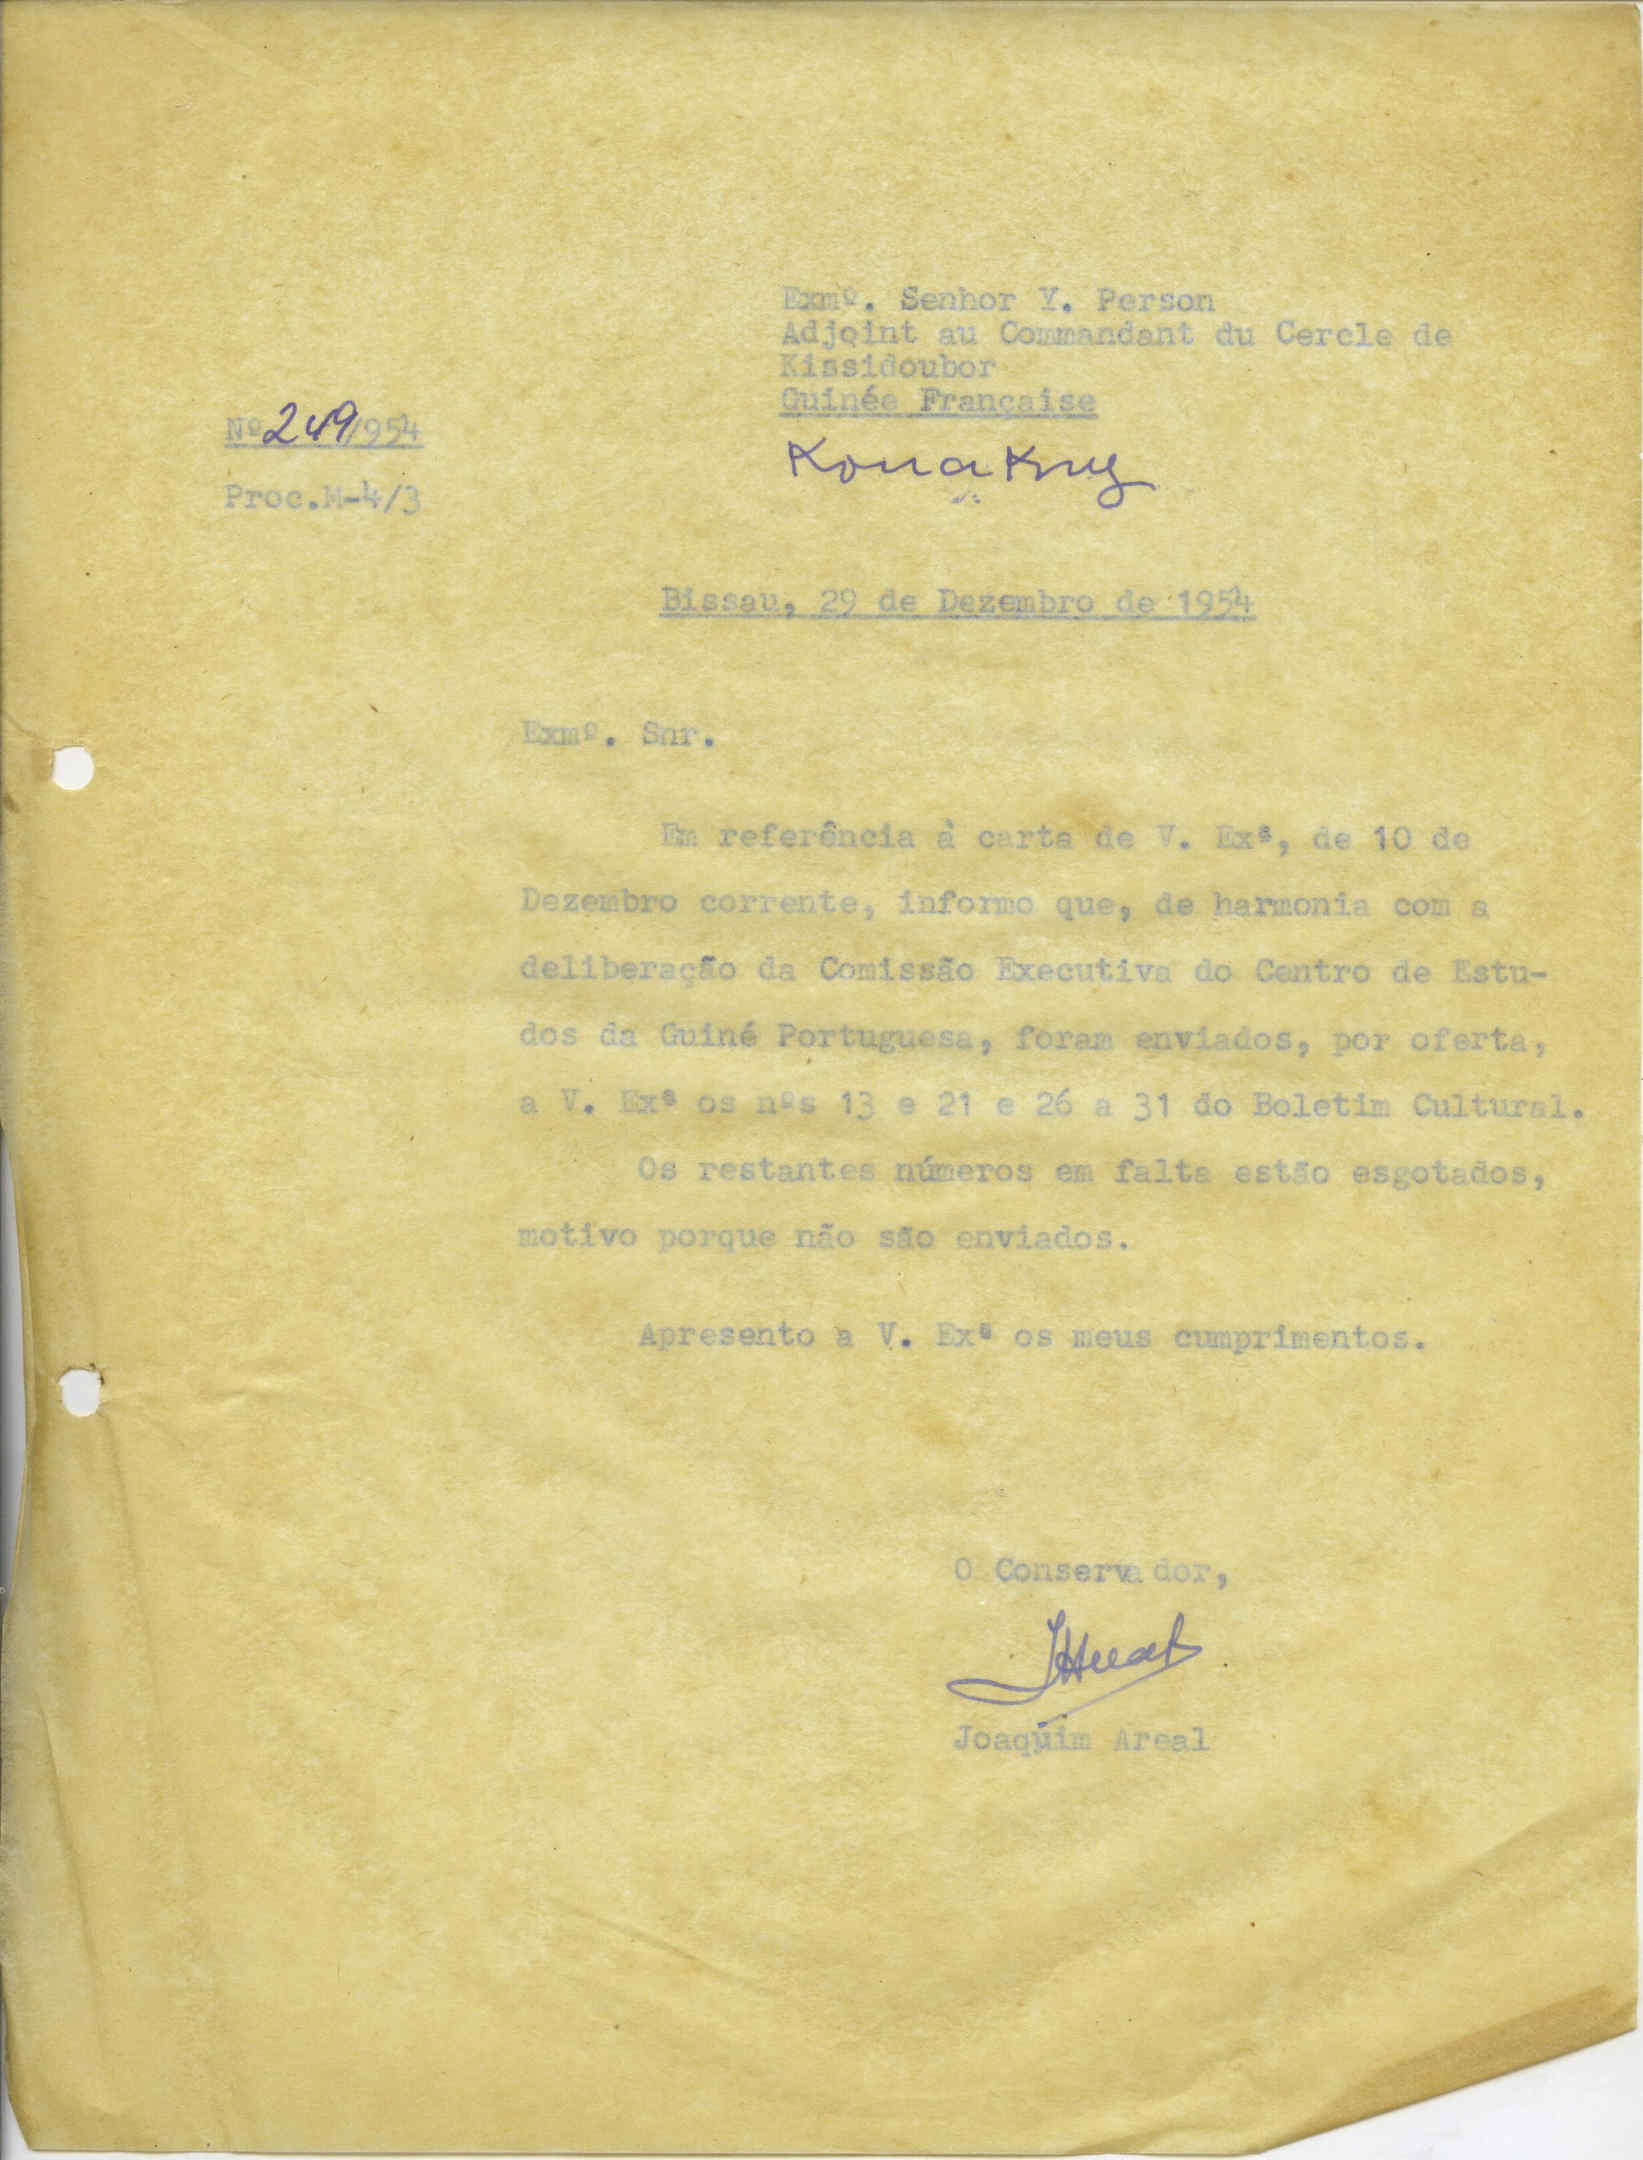 Exmº. Senhor Y. Person
Adjoint au Commandant du Cercle de
Kissidoubor
Guinée Française
Konakry
Nº 249/954
Proc.M-4/3
Bissau, 29 de Dezembro de 1954
Exmº. Snr.
Em referência à carta de V. Exª, de 10 de
Dezembro corrente, informo que, de harmonia com a
deliberação da Comissão Executiva do Centro de Estu-
dos da Guiné Portuguesa, foram enviados, por oferta,
a V. Exª os nºs 13 e 21 e 26 a 31 do Boletim Cultural.
Os restantes números em falta estão esgotados,
motivo porque não são enviados.
Apresento a V. Exª os meus cumprimentos.
O Conservador,
JAreal
Joaquim Areal